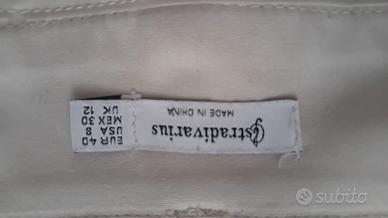 Stradivarius
MADE IN CHINA
EUR 40
USA 8
MEX 30
UK 12
subito